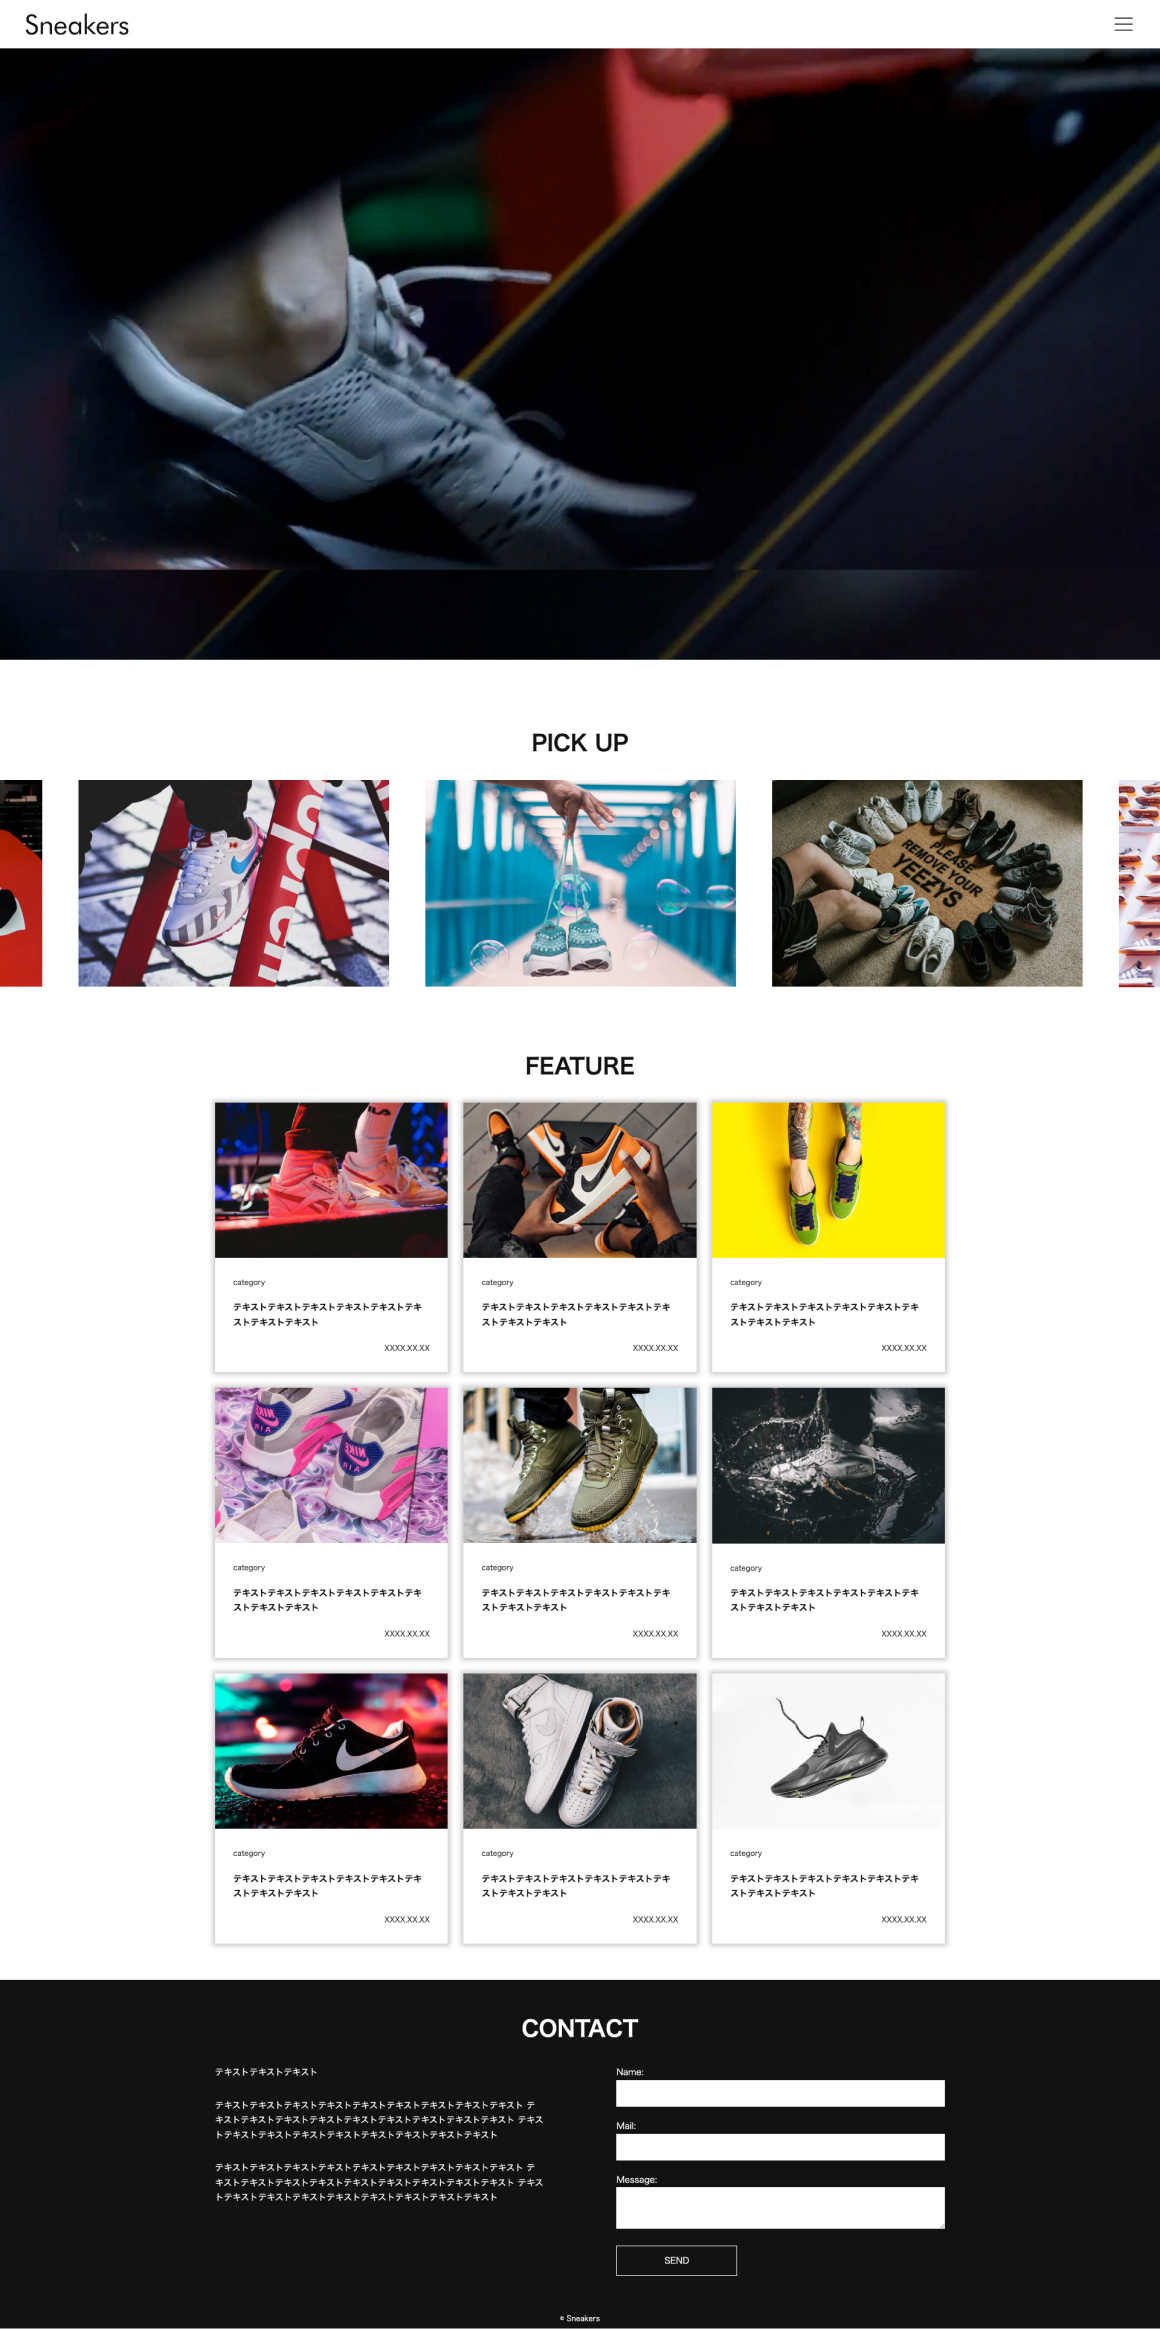 Sneakers
PICK UP
PLEASE
REMOVE YOUR
YEEZYS
FEATURE
category
テキストテキストテキストテキストテキストテキ
ストテキストテキスト
XXXX.XX.XX
category
テキストテキストテキストテキストテキストテキ
ストテキストテキスト
XXXX.XX.XX
category
テキストテキストテキストテキストテキストテキ
ストテキストテキスト
XXXX.XX.XX
NIKE
AIR
NIKE
AIR
category
テキストテキストテキストテキストテキストテキ
ストテキストテキスト
XXXX.XX.XX
category
テキストテキストテキストテキストテキストテキ
ストテキストテキスト
XXXX.XX.XX
category
テキストテキストテキストテキストテキストテキ
ストテキストテキスト
XXXX.XX.XX
category
テキストテキストテキストテキストテキストテキ
ストテキストテキスト
XXXX.XX.XX
category
テキストテキストテキストテキストテキストテキ
ストテキストテキスト
XXXX.XX.XX
category
テキストテキストテキストテキストテキストテキ
ストテキストテキスト
XXXX.XX.XX
CONTACT
テキストテキストテキスト
テキストテキストテキストテキストテキストテキストテキストテキストテキスト テ
キストテキストテキストテキストテキストテキストテキストテキストテキスト テキス
トテキストテキストテキストテキストテキストテキストテキストテキスト
テキストテキストテキストテキストテキストテキストテキストテキストテキスト テ
キストテキストテキストテキストテキストテキストテキストテキストテキスト テキス
トテキストテキストテキストテキストテキストテキストテキストテキスト
Name:
Mail:
Message:
SEND
© Sneakers